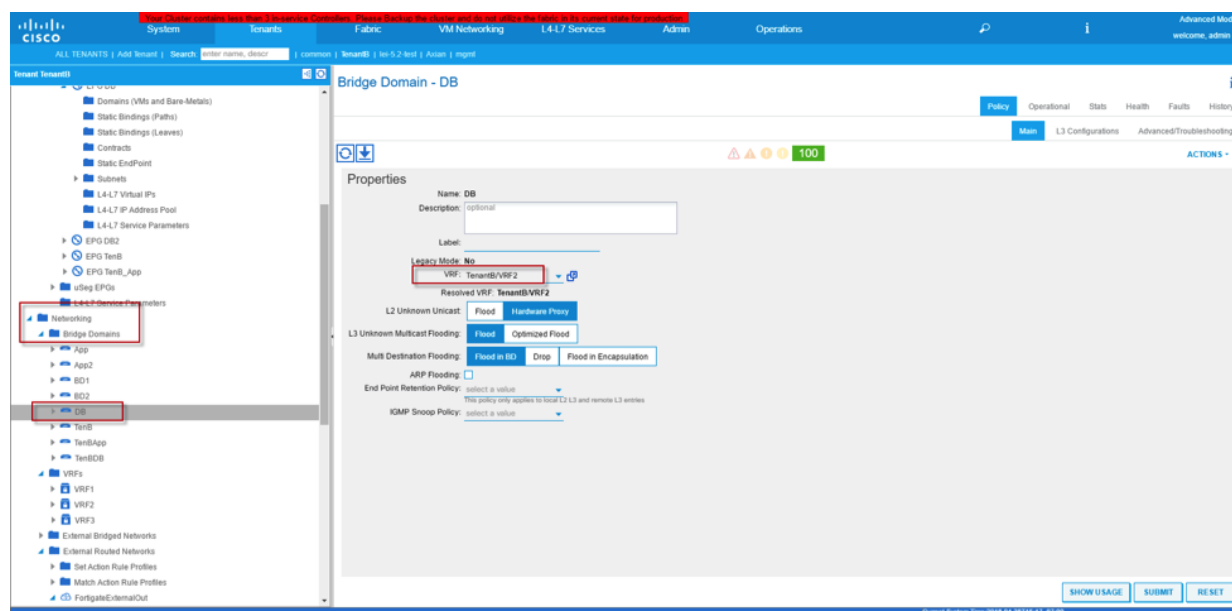 Your Cluster contains less than 3 in-service Controllers. Please Backup the cluster and do not utilize the fabric in its current state for production.
CISCO
System Tenants Fabric VM Networking L4-L7 Services Admin Operations
Advanced Mod
welcome, admin
ALL TENANTS | Add Tenant | Search: enter name, descr | common | TenantB | lei-5.2-test | Axian | mgmt
Tenant TenantB
EPG DB
Domains (VMs and Bare-Metals)
Static Bindings (Paths)
Static Bindings (Leaves)
Contracts
Static EndPoint
Subnets
L4-L7 Virtual IPs
L4-L7 IP Address Pool
L4-L7 Service Parameters
EPG DB2
EPG TenB
EPG TenB_App
uSeg EPGs
L4-L7 Service Parameters
Networking
Bridge Domains
App
App2
BD1
BD2
DB
TenB
TenBApp
TenBDB
VRFs
VRF1
VRF2
VRF3
External Bridged Networks
External Routed Networks
Set Action Rule Profiles
Match Action Rule Profiles
FortigateExternalOut
Bridge Domain - DB
i
Policy Operational Stats Health Faults History
Main L3 Configurations Advanced/Troubleshooting
100
ACTIONS
Properties
Name: DB
Description: optional
Label:
Legacy Mode: No
VRF: TenantB/VRF2
Resolved VRF: TenantB/VRF2
L2 Unknown Unicast: Flood Hardware Proxy
L3 Unknown Multicast Flooding: Flood Optimized Flood
Multi Destination Flooding: Flood in BD Drop Flood in Encapsulation
ARP Flooding:
End Point Retention Policy: select a value
This policy only applies to local L2 L3 and remote L3 entries
IGMP Snoop Policy: select a value
SHOW USAGE SUBMIT RESET